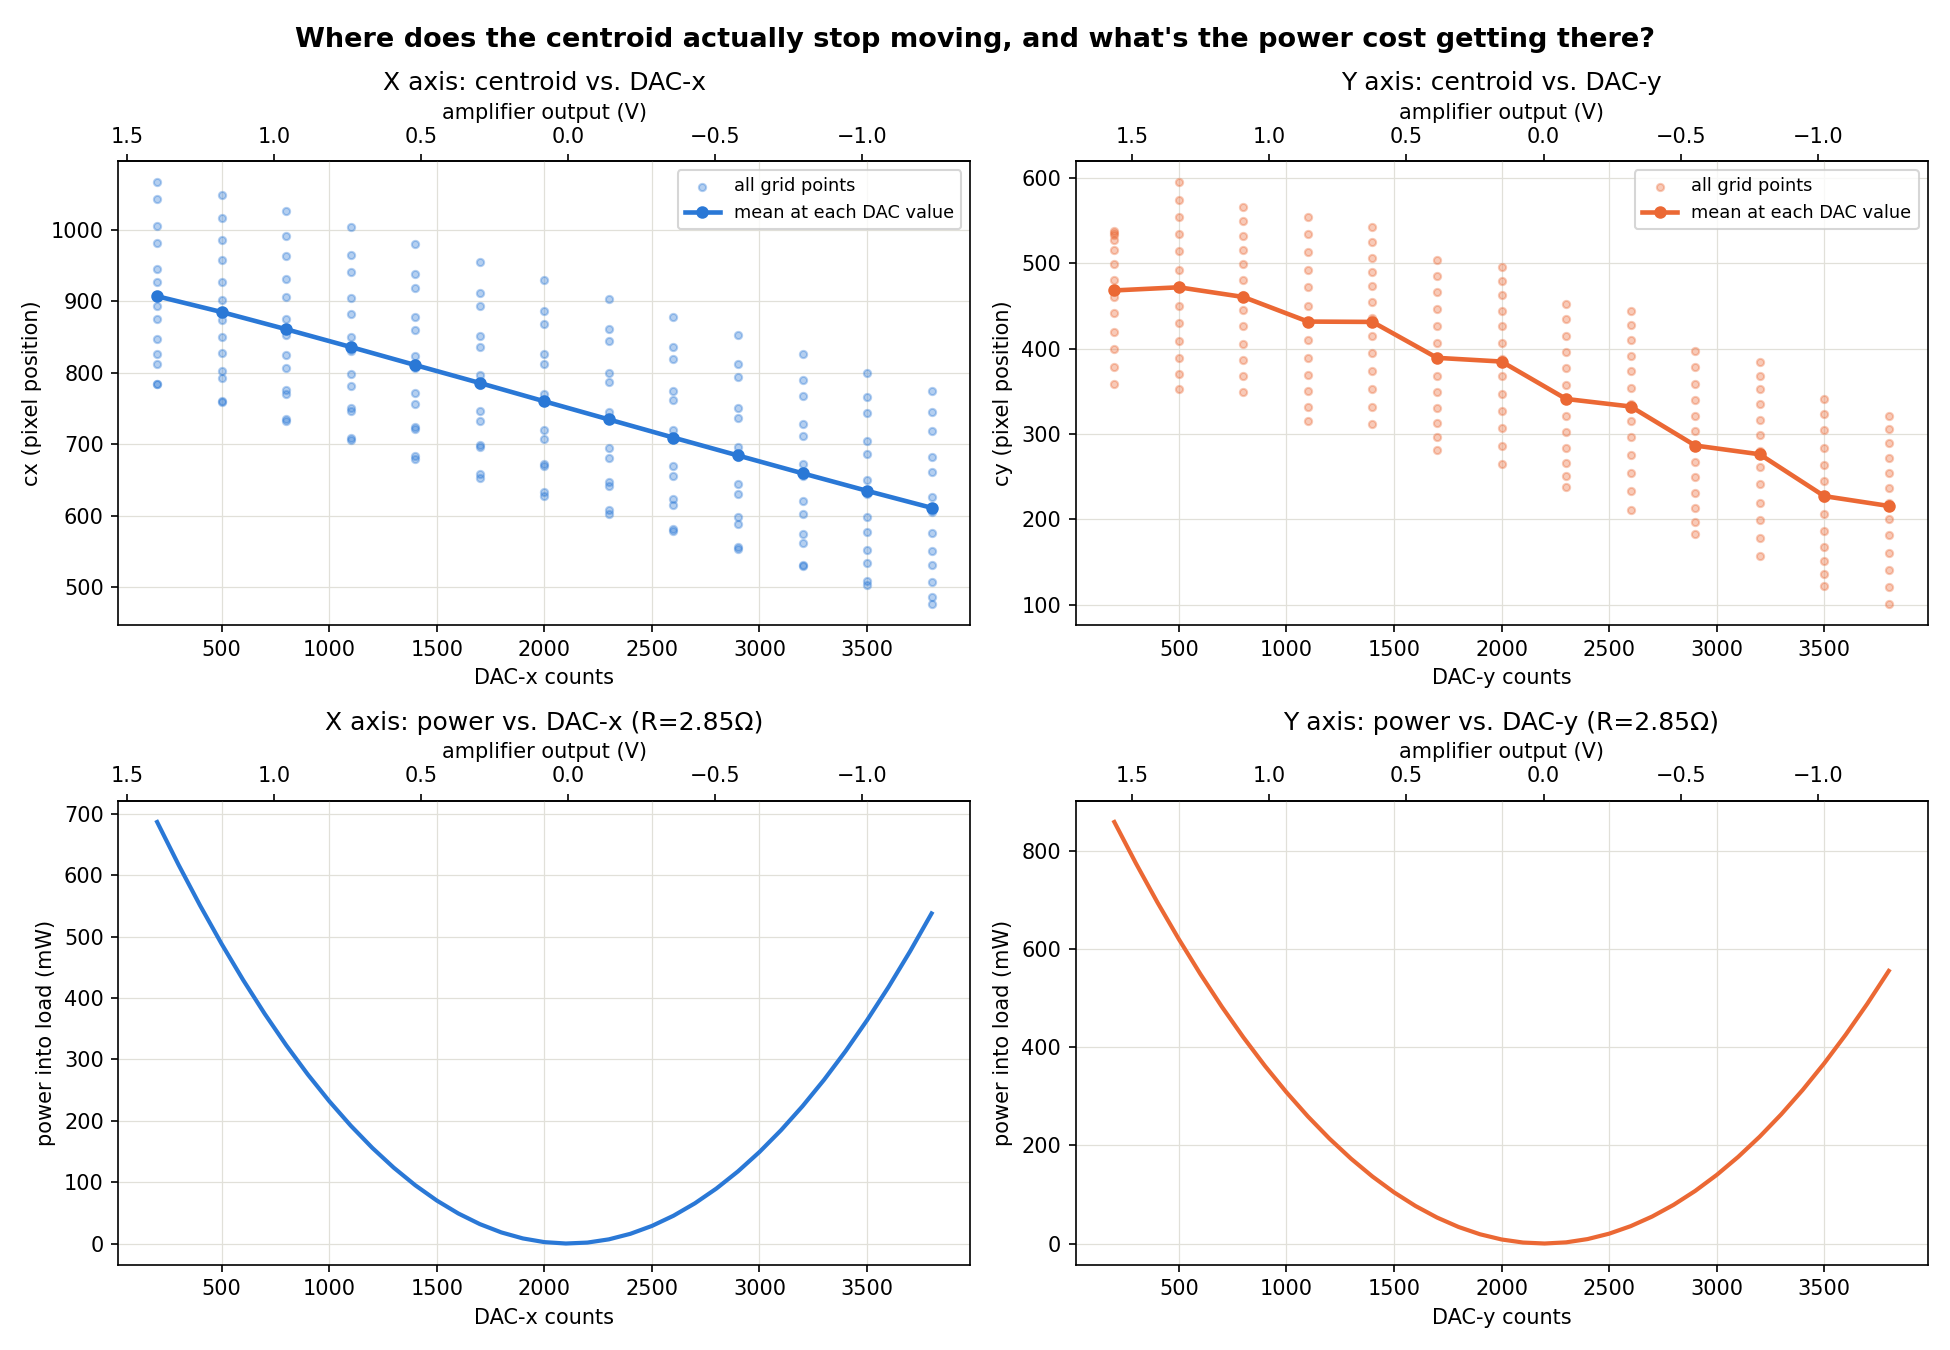 Where does the centroid actually stop moving, and what's the power cost getting there?
X axis: centroid vs. DAC-x
amplifier output (V)
1.5 1.0 0.5 0.0 −0.5 −1.0
all grid points
mean at each DAC value
1000
900
800
700
600
500
cx (pixel position)
500 1000 1500 2000 2500 3000 3500
DAC-x counts
Y axis: centroid vs. DAC-y
amplifier output (V)
1.5 1.0 0.5 0.0 −0.5 −1.0
all grid points
mean at each DAC value
600
500
400
300
200
100
cy (pixel position)
500 1000 1500 2000 2500 3000 3500
DAC-y counts
X axis: power vs. DAC-x (R=2.85Ω)
amplifier output (V)
1.5 1.0 0.5 0.0 −0.5 −1.0
700
600
500
400
300
200
100
0
power into load (mW)
500 1000 1500 2000 2500 3000 3500
DAC-x counts
Y axis: power vs. DAC-y (R=2.85Ω)
amplifier output (V)
1.5 1.0 0.5 0.0 −0.5 −1.0
800
600
400
200
0
power into load (mW)
500 1000 1500 2000 2500 3000 3500
DAC-y counts